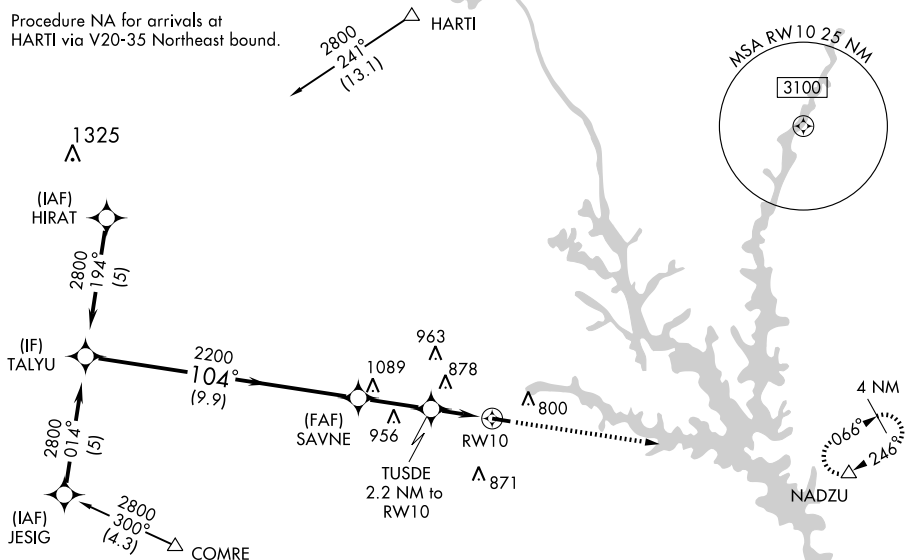 Procedure NA for arrivals at
HARTI via V20-35 Northeast bound.
HARTI
2800
241°
(13.1)
MSA RW10 25 NM
3100
1325
(IAF)
HIRAT
2800
194°
(5)
(IF)
TALYU
2200
104°
(9.9)
2800
014°
(5)
(IAF)
JESIG
2800
300°
(4.3)
COMRE
(FAF)
SAVNE
1089
956
963
878
TUSDE
2.2 NM to
RW10
RW10
800
871
4 NM
066°
246°
NADZU